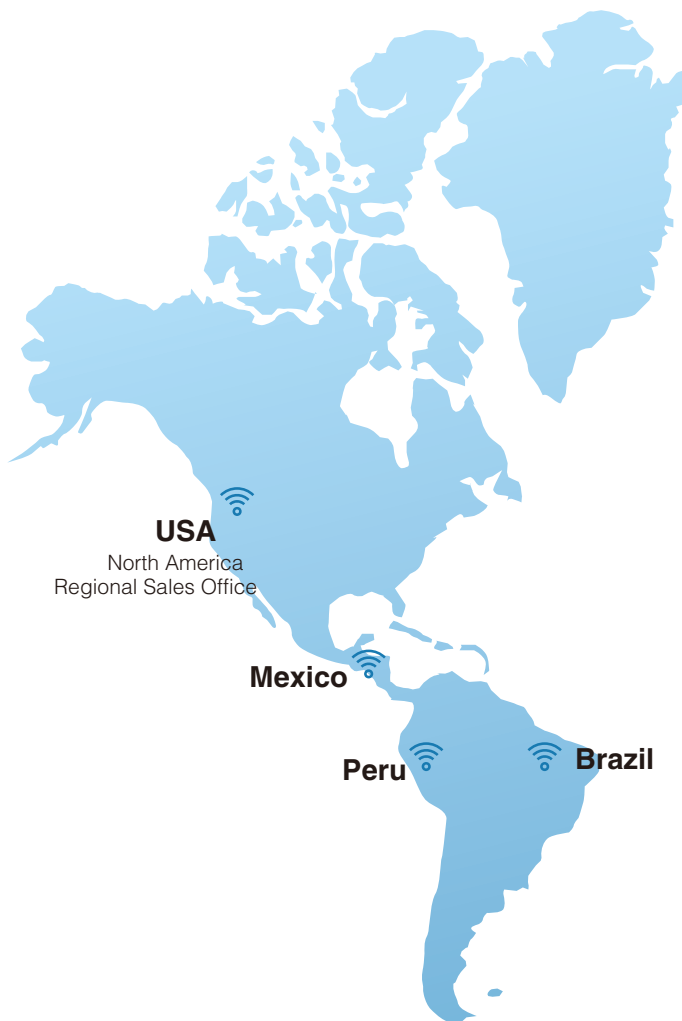 USA
North America
Regional Sales Office
Mexico
Peru
Brazil